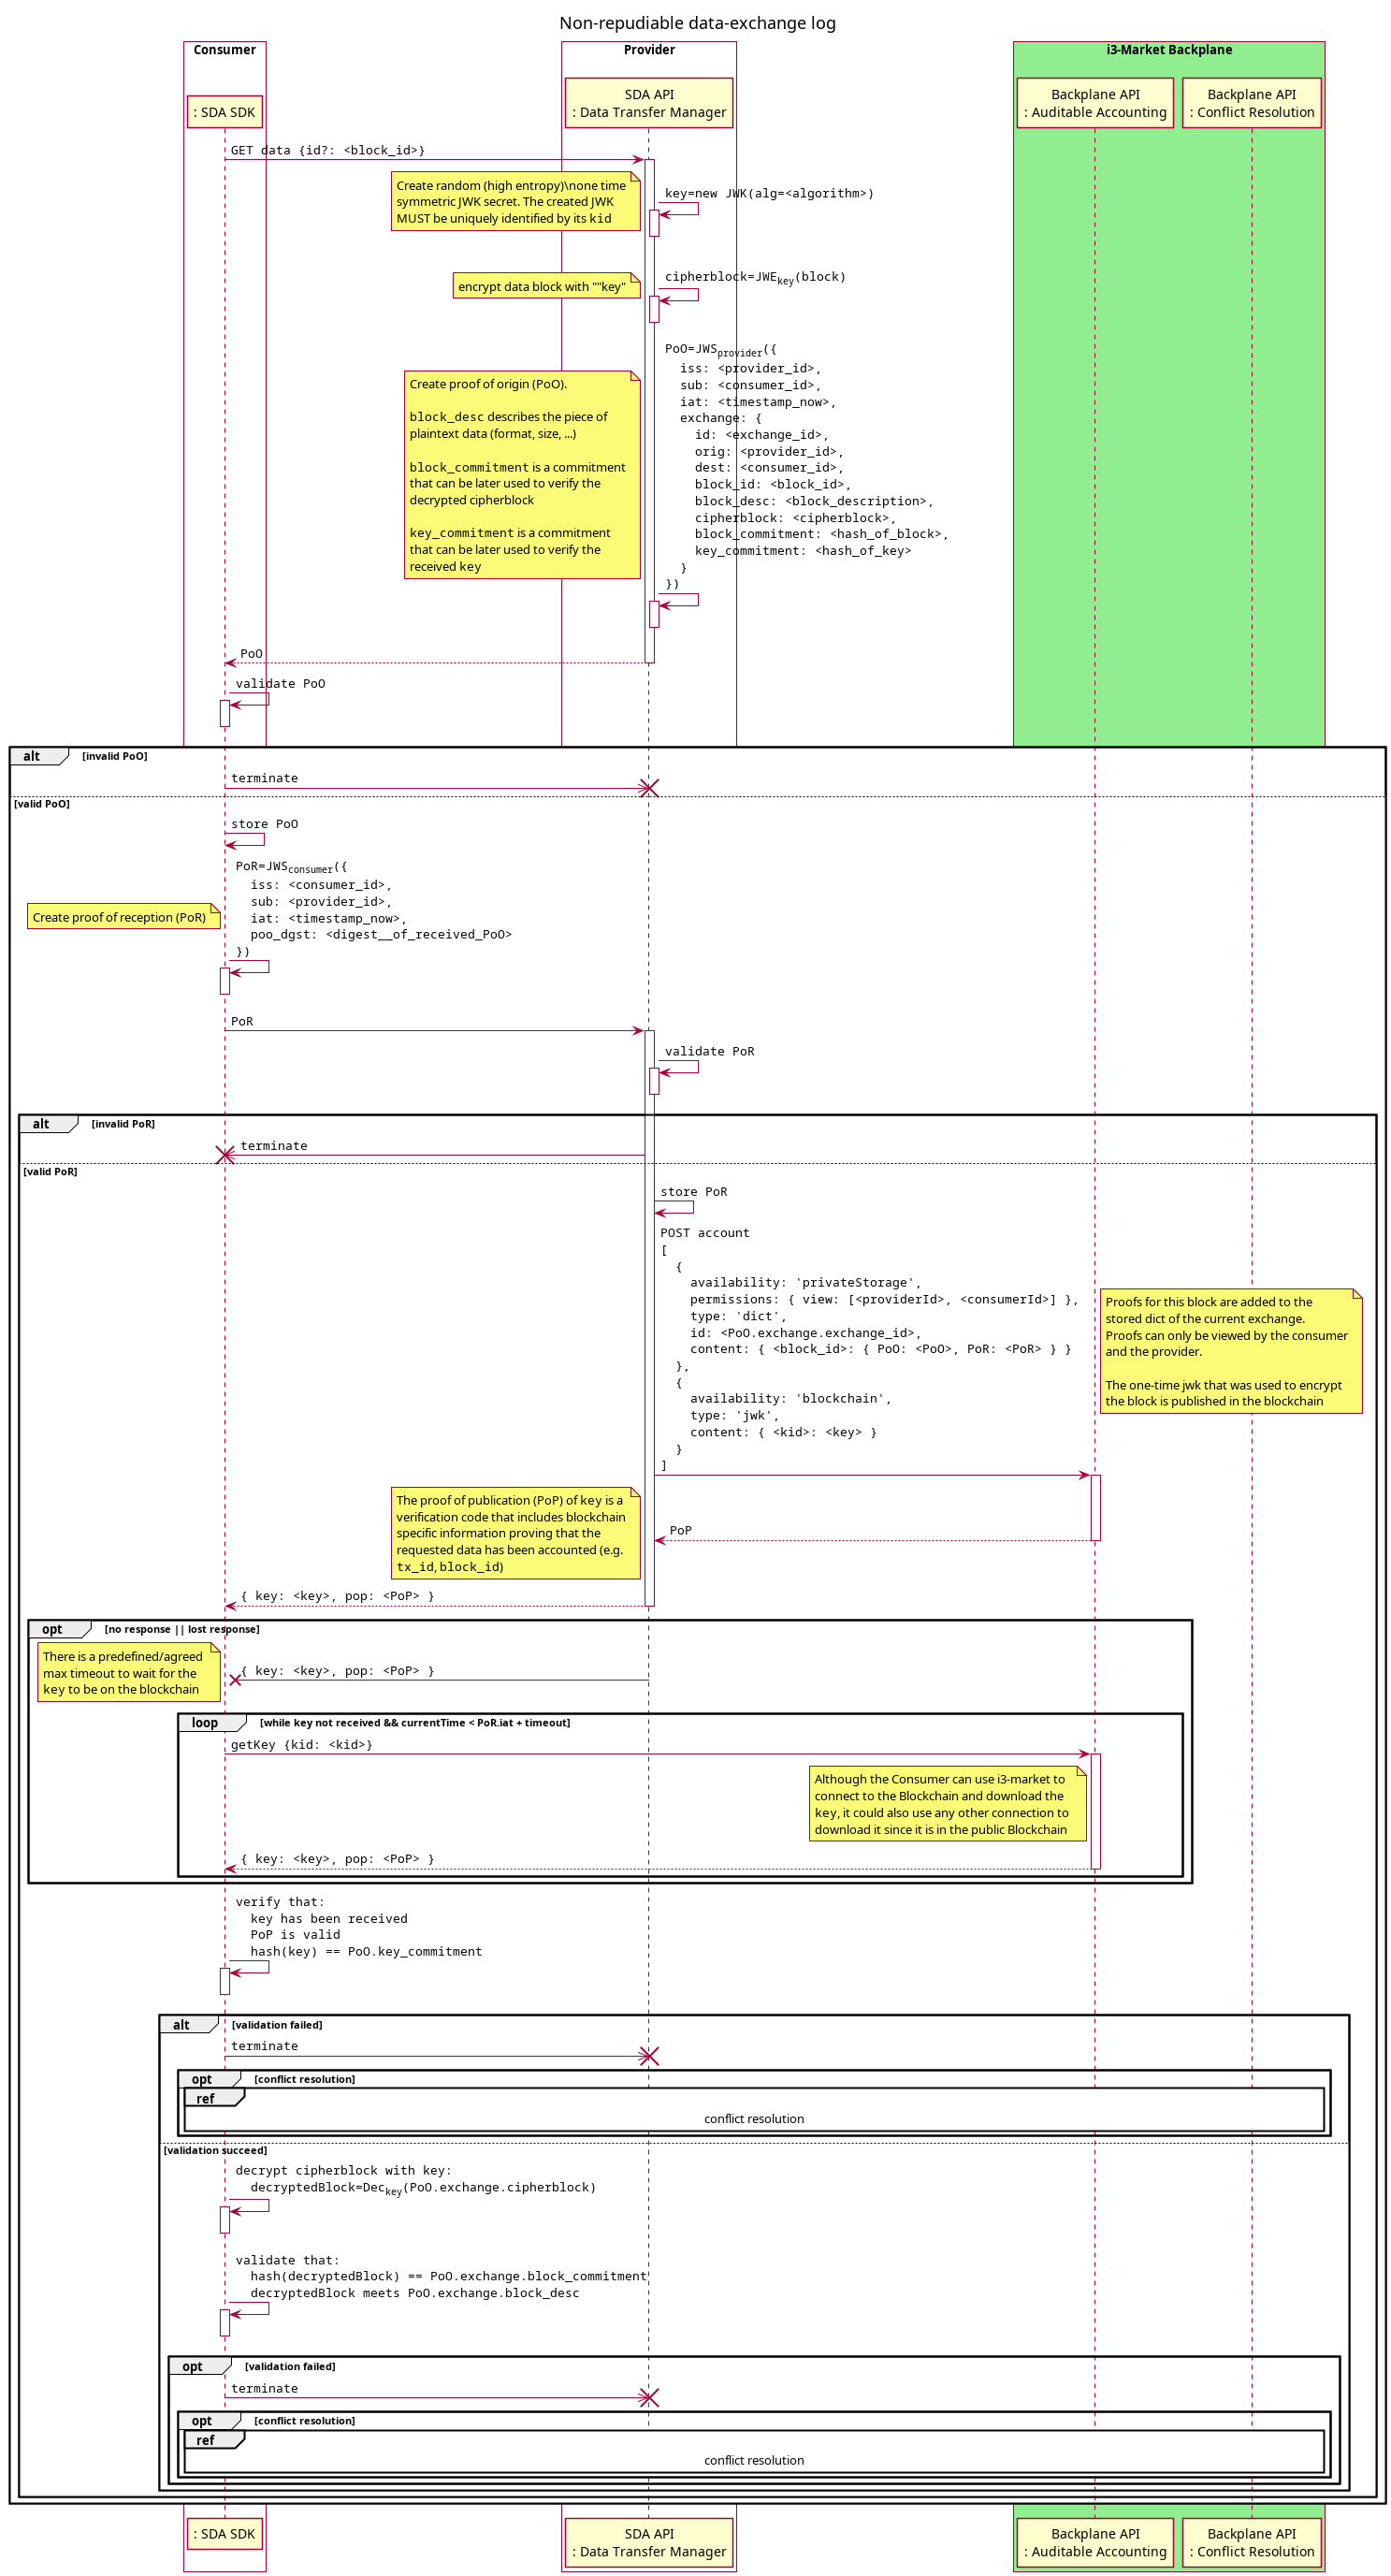 Non-repudiable data-exchange log
Consumer
Provider
i3-Market Backplane
: SDA SDK
SDA API
: Data Transfer Manager
Backplane API
: Auditable Accounting
Backplane API
: Conflict Resolution
GET data {id?: <block_id>}
Create random (high entropy)\none time
symmetric JWK secret. The created JWK
MUST be uniquely identified by its kid
key=new JWK(alg=<algorithm>)
encrypt data block with ""key"
cipherblock=JWEkey(block)
Create proof of origin (PoO).
block_desc describes the piece of
plaintext data (format, size, ...)
block_commitment is a commitment
that can be later used to verify the
decrypted cipherblock
key_commitment is a commitment
that can be later used to verify the
received key
PoO=JWSprovider({
iss: <provider_id>,
sub: <consumer_id>,
iat: <timestamp_now>,
exchange: {
id: <exchange_id>,
orig: <provider_id>,
dest: <consumer_id>,
block_id: <block_id>,
block_desc: <block_description>,
cipherblock: <cipherblock>,
block_commitment: <hash_of_block>,
key_commitment: <hash_of_key>
}
})
PoO
validate PoO
alt [invalid PoO]
terminate
[valid PoO]
store PoO
Create proof of reception (PoR)
PoR=JWSconsumer({
iss: <consumer_id>,
sub: <provider_id>,
iat: <timestamp_now>,
poo_dgst: <digest__of_received_PoO>
})
PoR
validate PoR
alt [invalid PoR]
terminate
[valid PoR]
store PoR
POST account
[
{
availability: 'privateStorage',
permissions: { view: [<providerId>, <consumerId>] },
type: 'dict',
id: <PoO.exchange.exchange_id>,
content: { <block_id>: { PoO: <PoO>, PoR: <PoR> } }
},
{
availability: 'blockchain',
type: 'jwk',
content: { <kid>: <key> }
}
]
Proofs for this block are added to the
stored dict of the current exchange.
Proofs can only be viewed by the consumer
and the provider.
The one-time jwk that was used to encrypt
the block is published in the blockchain
The proof of publication (PoP) of key is a
verification code that includes blockchain
specific information proving that the
requested data has been accounted (e.g.
tx_id, block_id)
PoP
{ key: <key>, pop: <PoP> }
opt [no response || lost response]
There is a predefined/agreed
max timeout to wait for the
key to be on the blockchain
{ key: <key>, pop: <PoP> }
loop [while key not received && currentTime < PoR.iat + timeout]
getKey {kid: <kid>}
Although the Consumer can use i3-market to
connect to the Blockchain and download the
key, it could also use any other connection to
download it since it is in the public Blockchain
{ key: <key>, pop: <PoP> }
verify that:
key has been received
PoP is valid
hash(key) == PoO.key_commitment
alt [validation failed]
terminate
opt [conflict resolution]
ref
conflict resolution
[validation succeed]
decrypt cipherblock with key:
decryptedBlock=Deckey(PoO.exchange.cipherblock)
validate that:
hash(decryptedBlock) == PoO.exchange.block_commitment
decryptedBlock meets PoO.exchange.block_desc
opt [validation failed]
terminate
opt [conflict resolution]
ref
conflict resolution
: SDA SDK
SDA API
: Data Transfer Manager
Backplane API
: Auditable Accounting
Backplane API
: Conflict Resolution